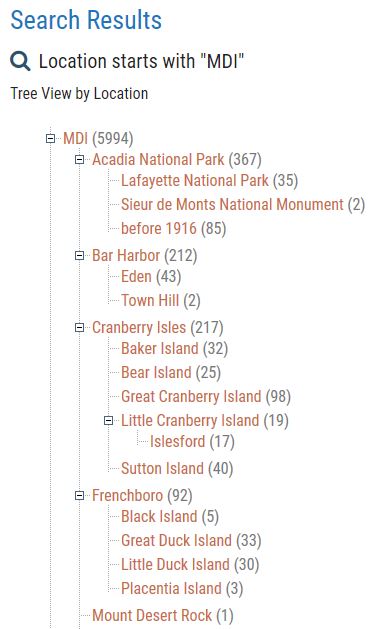 Search Results
Location starts with "MDI"
Tree View by Location
MDI (5994)
Acadia National Park (367)
Lafayette National Park (35)
Sieur de Monts National Monument (2)
before 1916 (85)
Bar Harbor (212)
Eden (43)
Town Hill (2)
Cranberry Isles (217)
Baker Island (32)
Bear Island (25)
Great Cranberry Island (98)
Little Cranberry Island (19)
Islesford (17)
Sutton Island (40)
Frenchboro (92)
Black Island (5)
Great Duck Island (33)
Little Duck Island (30)
Placentia Island (3)
Mount Desert Rock (1)